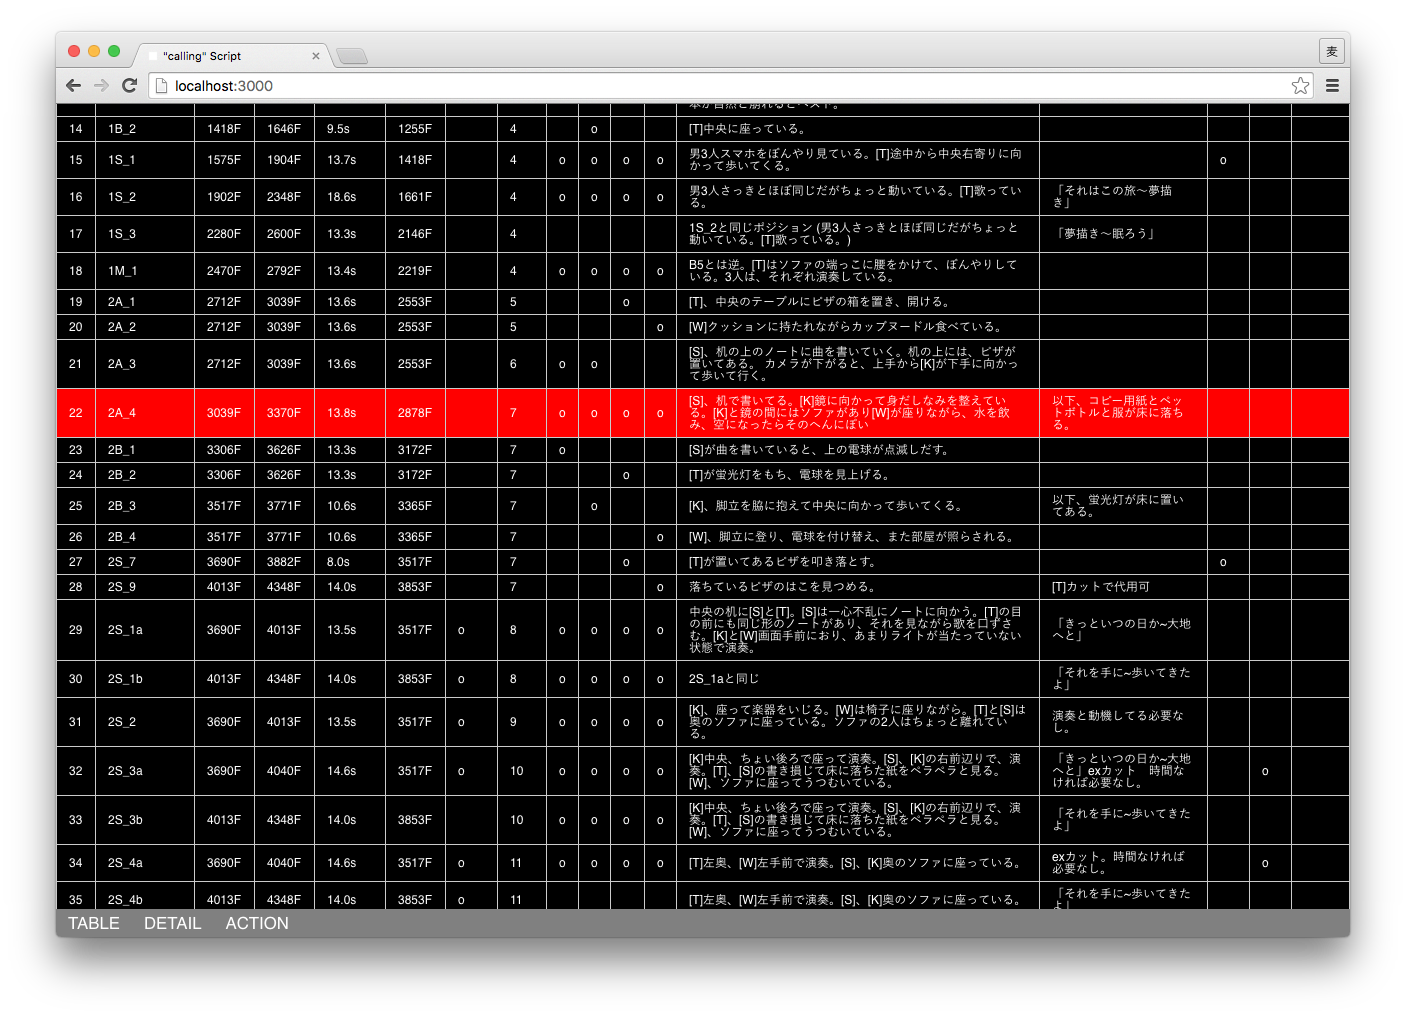 "calling" Script
麦
localhost:3000
14 1B_2 1418F 1646F 9.5s 1255F 4 o [T]中央に座っている。
15 1S_1 1575F 1904F 13.7s 1418F 4 o o o o 男3人スマホをぼんやり見ている。[T]途中から中央右寄りに向 o
かって歩いてくる。
16 1S_2 1902F 2348F 18.6s 1661F 4 o o o o 男3人さっきとほぼ同じだがちょっと動いている。[T]歌ってい 「それはこの旅〜夢描
る。 き」
17 1S_3 2280F 2600F 13.3s 2146F 4 1S_2と同じポジション (男3人さっきとほぼ同じだがちょっと 「夢描き〜眠ろう」
動いている。[T]歌っている。)
18 1M_1 2470F 2792F 13.4s 2219F 4 o o o o B5とは逆。[T]はソファの端っこに腰をかけて、ぼんやりして
いる。3人は、それぞれ演奏している。
19 2A_1 2712F 3039F 13.6s 2553F 5 o [T]、中央のテーブルにピザの箱を置き、開ける。
20 2A_2 2712F 3039F 13.6s 2553F 5 o [W]クッションに持たれながらカップヌードル食べている。
21 2A_3 2712F 3039F 13.6s 2553F 6 o o [S]、机の上のノートに曲を書いていく。机の上には、ピザが
置いてある。 カメラが下がると、上手から[K]が下手に向かっ
て歩いて行く。
22 2A_4 3039F 3370F 13.8s 2878F 7 o o o o [S]、机で書いてる。[K]鏡に向かって身だしなみを整えてい 以下、コピー用紙とペッ
る。[K]と鏡の間にはソファがあり[W]が座りながら、水を飲 トボトルと服が床に落ち
み、空になったらそのへんにぽい る。
23 2B_1 3306F 3626F 13.3s 3172F 7 o [S]が曲を書いていると、上の電球が点滅しだす。
24 2B_2 3306F 3626F 13.3s 3172F 7 o [T]が蛍光灯をもち、電球を見上げる。
25 2B_3 3517F 3771F 10.6s 3365F 7 o [K]、脚立を脇に抱えて中央に向かって歩いてくる。 以下、蛍光灯が床に置い
てある。
26 2B_4 3517F 3771F 10.6s 3365F 7 o [W]、脚立に登り、電球を付け替え、また部屋が照らされる。
27 2S_7 3690F 3882F 8.0s 3517F 7 o [T]が置いてあるピザを叩き落とす。 o
28 2S_9 4013F 4348F 14.0s 3853F 7 o 落ちているピザのはこを見つめる。 [T]カットで代用可
29 2S_1a 3690F 4013F 13.5s 3517F o 8 o o o o 中央の机に[S]と[T]。[S]は一心不乱にノートに向かう。[T]の目 「きっといつの日か~大地
の前にも同じ形のノートがあり、それを見ながら歌を口ずさ へと」
む。[K]と[W]画面手前におり、あまりライトが当たっていない
状態で演奏。
30 2S_1b 4013F 4348F 14.0s 3853F o 8 o o o o 2S_1aと同じ 「それを手に~歩いてきた
よ」
31 2S_2 3690F 4013F 13.5s 3517F o 9 o o o o [K]、座って楽器をいじる。[W]は椅子に座りながら。[T]と[S]は 演奏と動機してる必要な
奥のソファに座っている。ソファの2人はちょっと離れてい し。
る。
32 2S_3a 3690F 4040F 14.6s 3517F o 10 o o o o [K]中央、ちょい後ろで座って演奏。[S]、[K]の右前辺りで、演 「きっといつの日か~大地 o
奏。[T]、[S]の書き損じて床に落ちた紙をペラペラと見る。 へと」exカット 時間な
[W]、ソファに座ってうつむいている。 ければ必要なし。
33 2S_3b 4013F 4348F 14.0s 3853F 10 o o o o [K]中央、ちょい後ろで座って演奏。[S]、[K]の右前辺りで、演 「それを手に~歩いてきた
奏。[T]、[S]の書き損じて床に落ちた紙をペラペラと見る。 よ」
[W]、ソファに座ってうつむいている。
34 2S_4a 3690F 4040F 14.6s 3517F o 11 o o o o [T]左奥、[W]左手前で演奏。[S]、[K]奥のソファに座っている。 exカット。時間なければ o
必要なし。
35 2S_4b 4013F 4348F 14.0s 3853F o 11 [T]左奥、[W]左手前で演奏。[S]、[K]奥のソファに座っている。 「それを手に~歩いてきた
TABLE DETAIL ACTION